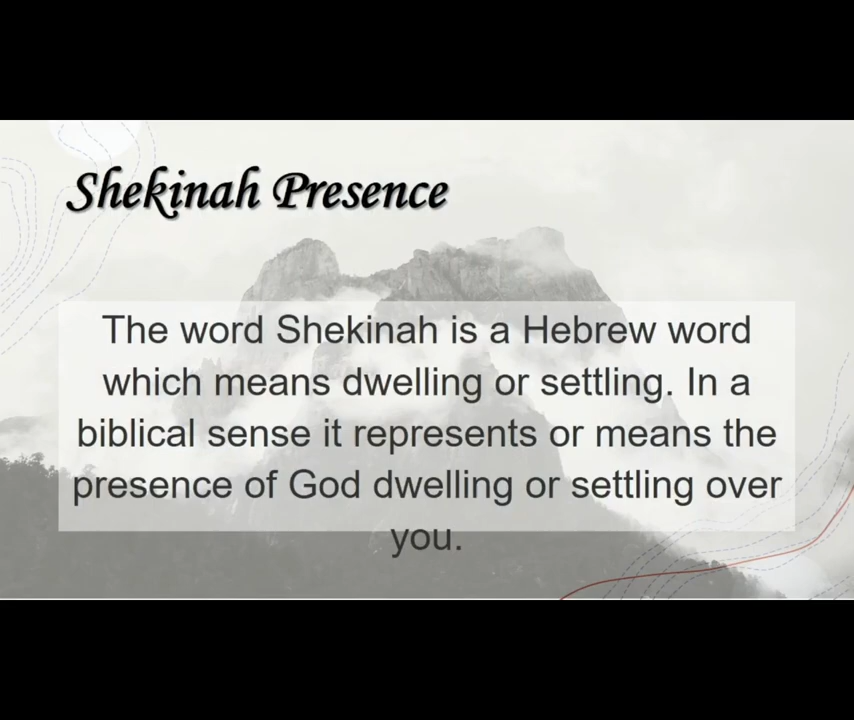 Shekinah Presence
The word Shekinah is a Hebrew word
which means dwelling or settling. In a
biblical sense it represents or means the
presence of God dwelling or settling over
you.